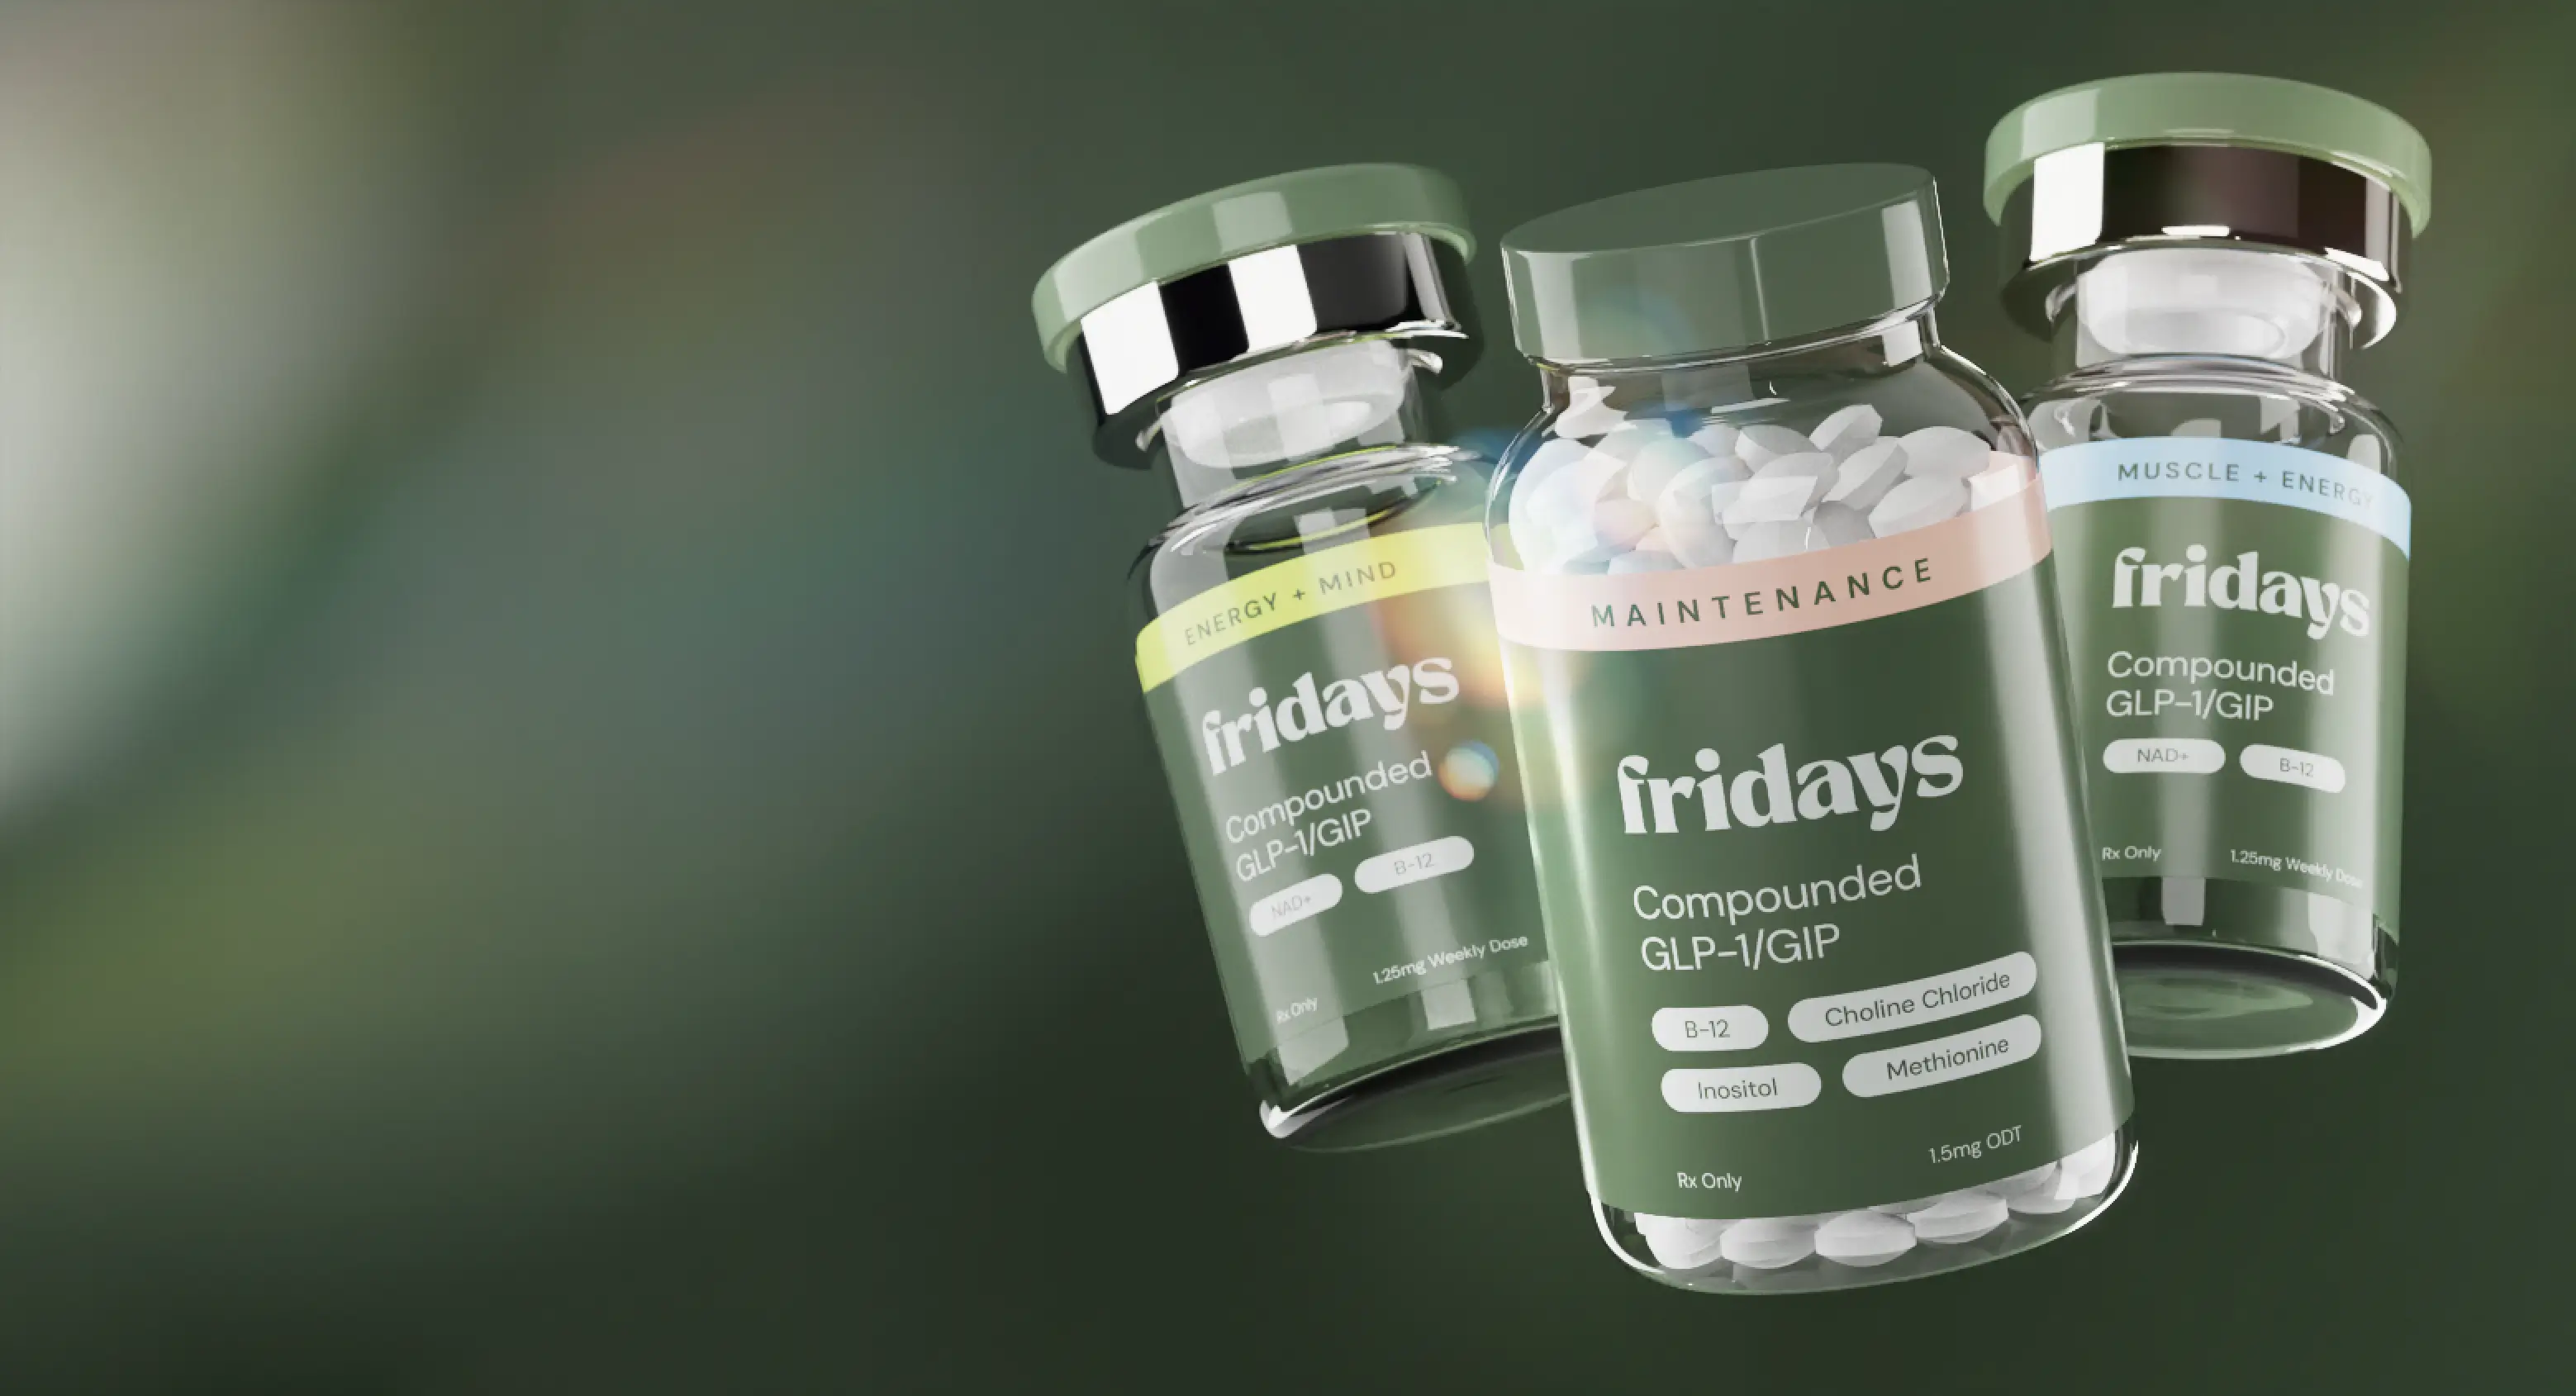 ENERGY + MIND
fridays
Compounded
GLP-1/GIP
NAD+
B-12
Rx Only
1.25mg Weekly Dose
MAINTENANCE
fridays
Compounded
GLP-1/GIP
B-12
Choline Chloride
Inositol
Methionine
Rx Only
1.5mg ODT
MUSCLE + ENERGY
fridays
Compounded
GLP-1/GIP
NAD+
B-12
Rx Only
1.25mg Weekly Dose